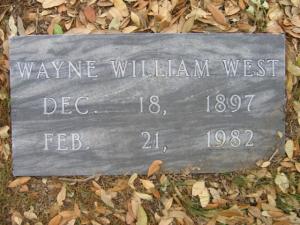 WAYNE WILLIAM WEST
DEC. 18, 1897
FEB. 21, 1982